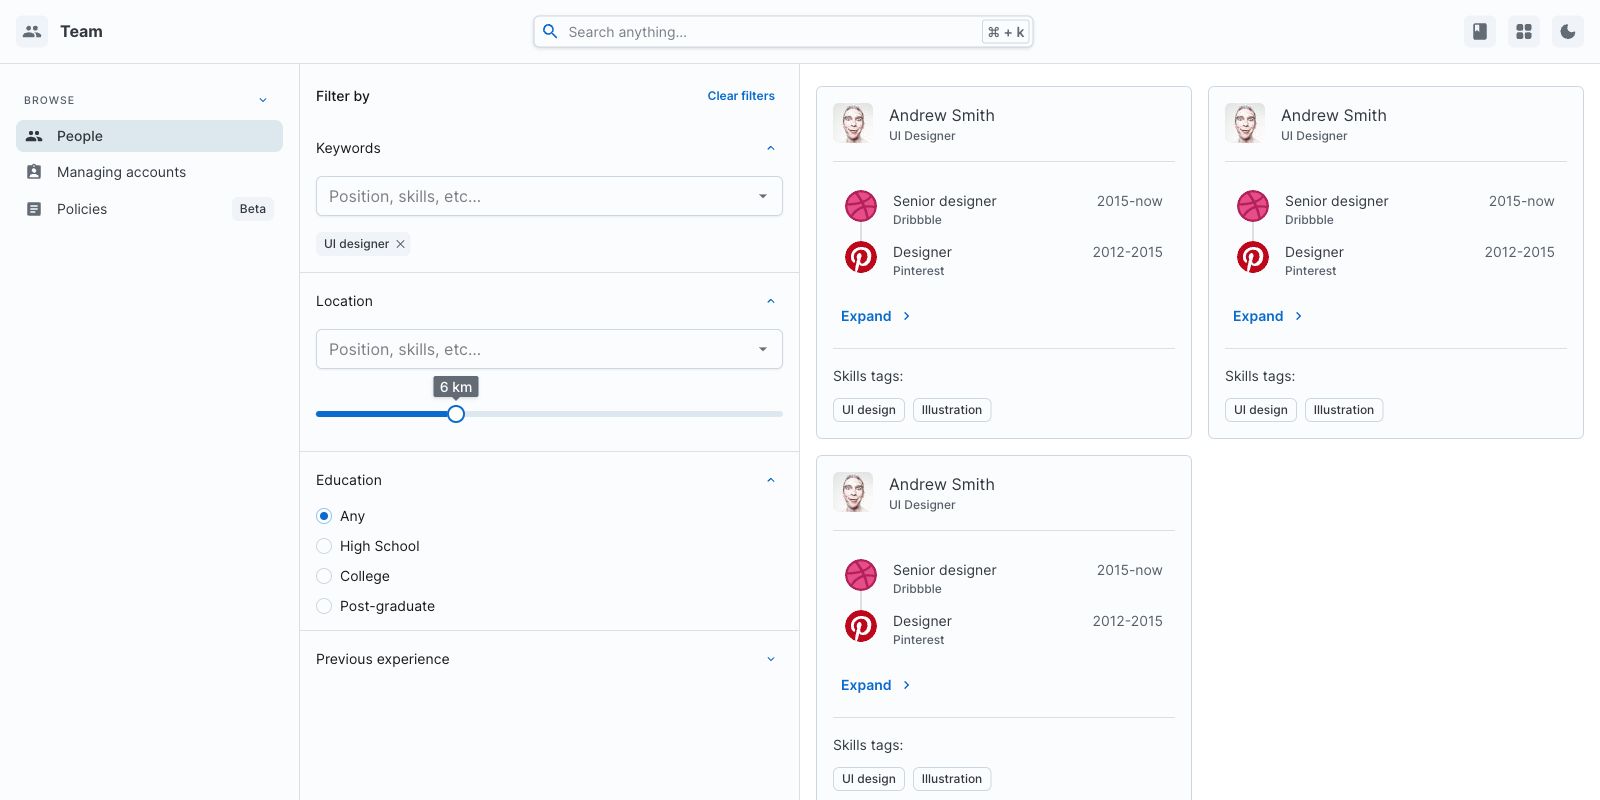 Team
Search anything...
⌘ + k
BROWSE
People
Managing accounts
Policies
Beta
Filter by
Clear filters
Keywords
Position, skills, etc...
UI designer
Location
Position, skills, etc...
6 km
Education
Any
High School
College
Post-graduate
Previous experience
Andrew Smith
UI Designer
Senior designer 2015-now
Dribbble
Designer 2012-2015
Pinterest
Expand
Skills tags:
UI design Illustration
Andrew Smith
UI Designer
Senior designer 2015-now
Dribbble
Designer 2012-2015
Pinterest
Expand
Skills tags:
UI design Illustration
Andrew Smith
UI Designer
Senior designer 2015-now
Dribbble
Designer 2012-2015
Pinterest
Expand
Skills tags:
UI design Illustration